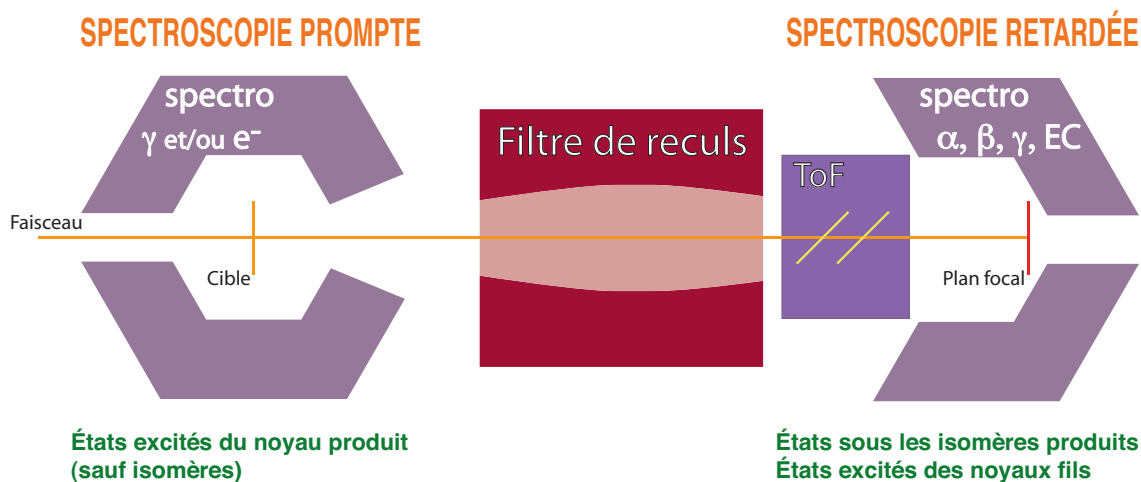 SPECTROSCOPIE PROMPTE
SPECTROSCOPIE RETARDÉE
spectro
γ et/ou e⁻
Filtre de reculs
spectro
α, β, γ, EC
ToF
Faisceau
Cible
Plan focal
États excités du noyau produit
(sauf isomères)
États sous les isomères produits
États excités des noyaux fils